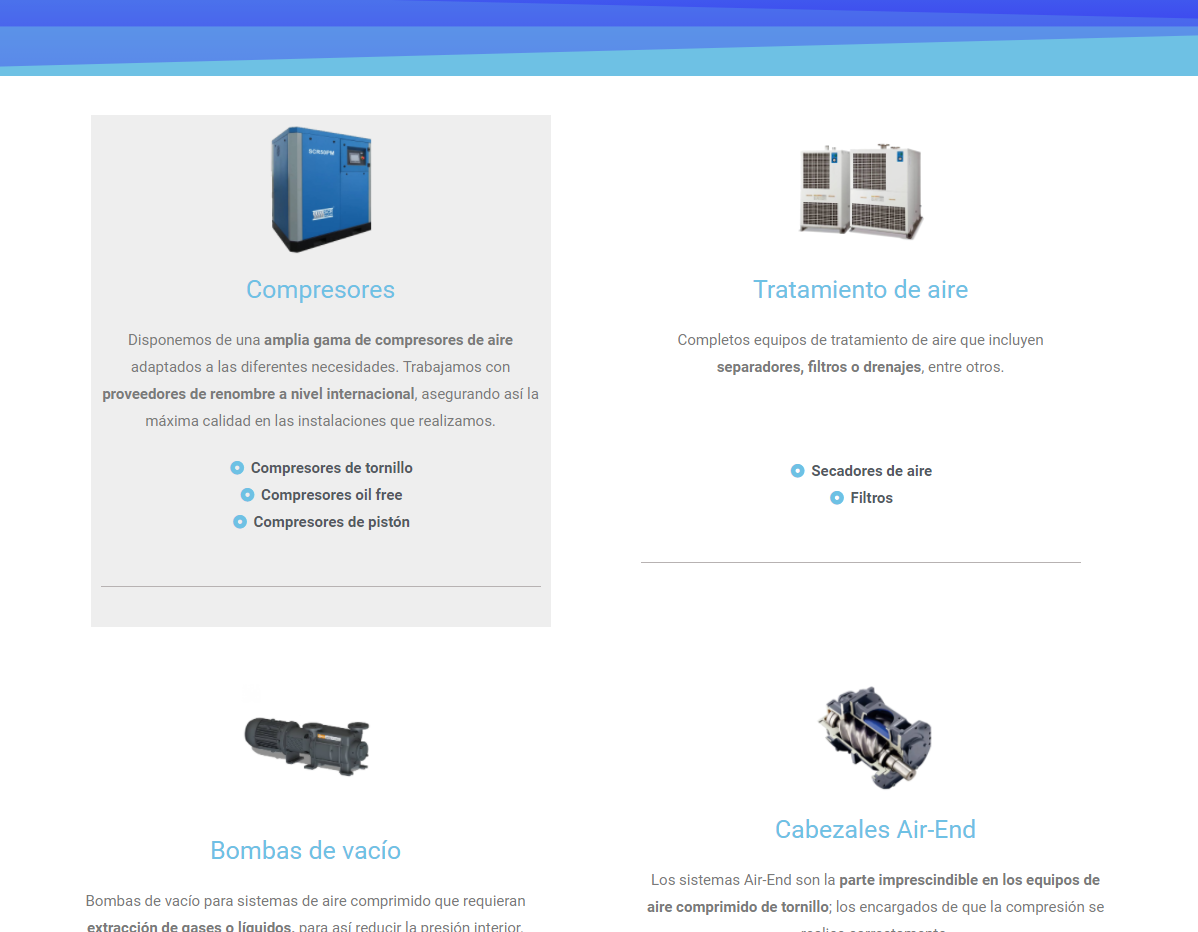 SCR50PM
Compresores
Disponemos de una amplia gama de compresores de aire
adaptados a las diferentes necesidades. Trabajamos con
proveedores de renombre a nivel internacional, asegurando así la
máxima calidad en las instalaciones que realizamos.
Compresores de tornillo
Compresores oil free
Compresores de pistón
Tratamiento de aire
Completos equipos de tratamiento de aire que incluyen
separadores, filtros o drenajes, entre otros.
Secadores de aire
Filtros
Bombas de vacío
Bombas de vacío para sistemas de aire comprimido que requieran
extracción de gases o líquidos, para así reducir la presión interior.
Cabezales Air-End
Los sistemas Air-End son la parte imprescindible en los equipos de
aire comprimido de tornillo; los encargados de que la compresión se